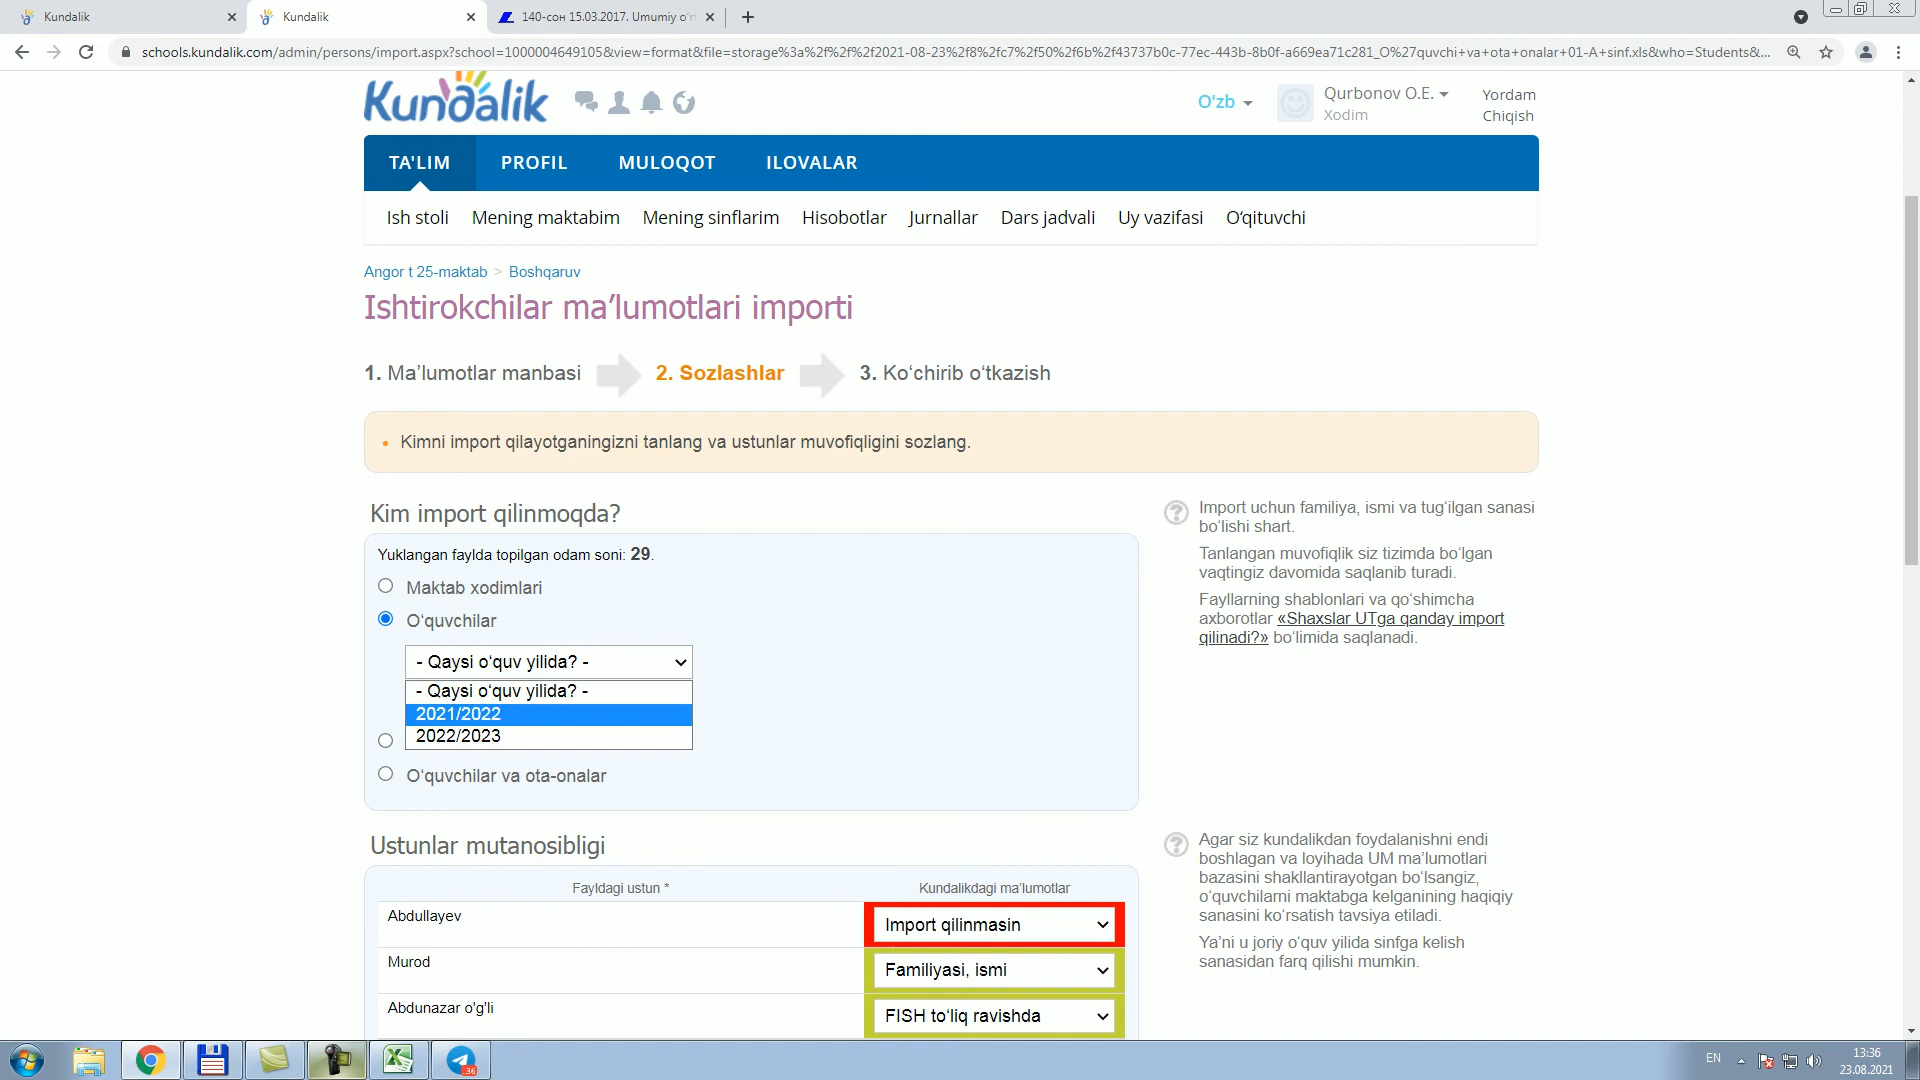 Kundalik
Kundalik
140-сон 15.03.2017. Umumiy o'r
schools.kundalik.com/admin/persons/import.aspx?school=1000004649105&view=format&file=storage%3a%2f%2f%2f2021-08-23%2f8%2fc7%2f50%2f6b%2f43737b0c-77ec-443b-8b0f-a669ea71c281_O%27quvchi+va+ota+onalar+01-A+sinf.xls&who=Students&...
Kundalik
O'zb
Qurbonov O.E.
Xodim
Yordam
Chiqish
TA'LIM
PROFIL
MULOQOT
ILOVALAR
Ish stoli
Mening maktabim
Mening sinflarim
Hisobotlar
Jurnallar
Dars jadvali
Uy vazifasi
O‘qituvchi
Angor t 25-maktab > Boshqaruv
Ishtirokchilar ma’lumotlari importi
1. Ma’lumotlar manbasi
2. Sozlashlar
3. Ko‘chirib o‘tkazish
• Kimni import qilayotganingizni tanlang va ustunlar muvofiqligini sozlang.
Kim import qilinmoqda?
Yuklangan faylda topilgan odam soni: 29.
Maktab xodimlari
O‘quvchilar
- Qaysi o‘quv yilida? -
- Qaysi o‘quv yilida? -
2021/2022
2022/2023
O‘quvchilar va ota-onalar
? Import uchun familiya, ismi va tug‘ilgan sanasi
bo‘lishi shart.
Tanlangan muvofiqlik siz tizimda bo‘lgan
vaqtingiz davomida saqlanib turadi.
Fayllarning shablonlari va qo‘shimcha
axborotlar «Shaxslar UTga qanday import
qilinadi?» bo‘limida saqlanadi.
Ustunlar mutanosibligi
Fayldagi ustun *
Kundalikdagi ma’lumotlar
Abdullayev
Import qilinmasin
Murod
Familiyasi, ismi
Abdunazar o'g'li
FISH to‘liq ravishda
? Agar siz kundalikdan foydalanishni endi
boshlagan va loyihada UM ma’lumotlari
bazasini shakllantirayotgan bo‘lsangiz,
o‘quvchilarni maktabga kelganining haqiqiy
sanasini ko‘rsatish tavsiya etiladi.
Ya’ni u joriy o‘quv yilida sinfga kelish
sanasidan farq qilishi mumkin.
36
EN
13:36
23.08.2021